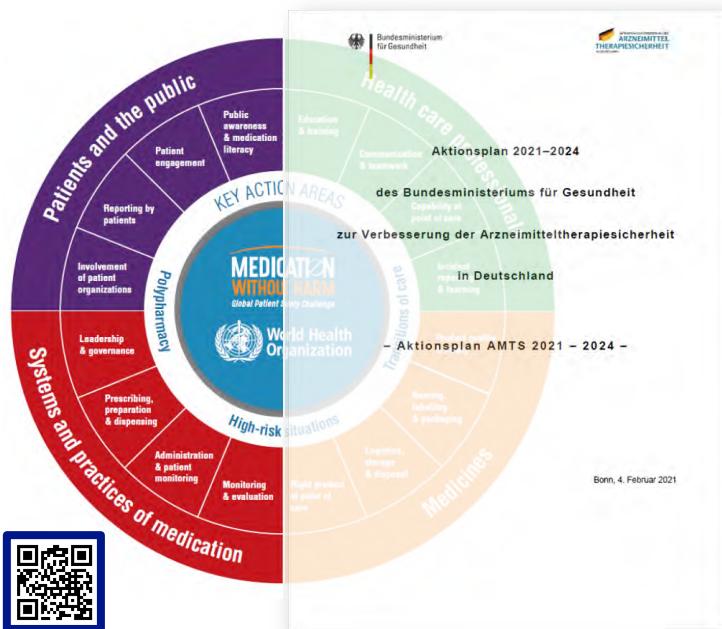 Bundesministerium
für Gesundheit
ARZNEIMITTEL
THERAPIESICHERHEIT
Aktionsplan 2021–2024
des Bundesministeriums für Gesundheit
zur Verbesserung der Arzneimitteltherapiesicherheit
in Deutschland
– Aktionsplan AMTS 2021 – 2024 –
Bonn, 4. Februar 2021
Patients and the public
Public
awareness
& medication
literacy
Patient
engagement
Reporting by
patients
Involvement
of patient
organizations
Health care professionals
Education
& training
Communication
& teamwork
Capability at
point of care
Incident
reporting
& learning
KEY ACTION AREAS
Polypharmacy
Transitions of care
High-risk situations
MEDICATION
WITHOUT HARM
Global Patient Safety Challenge
World Health
Organization
Systems and practices of medication
Leadership
& governance
Prescribing,
preparation
& dispensing
Administration
& patient
monitoring
Monitoring
& evaluation
Medicines
Naming,
labelling
& packaging
Logistics,
storage
& disposal
Right product
at point of
care